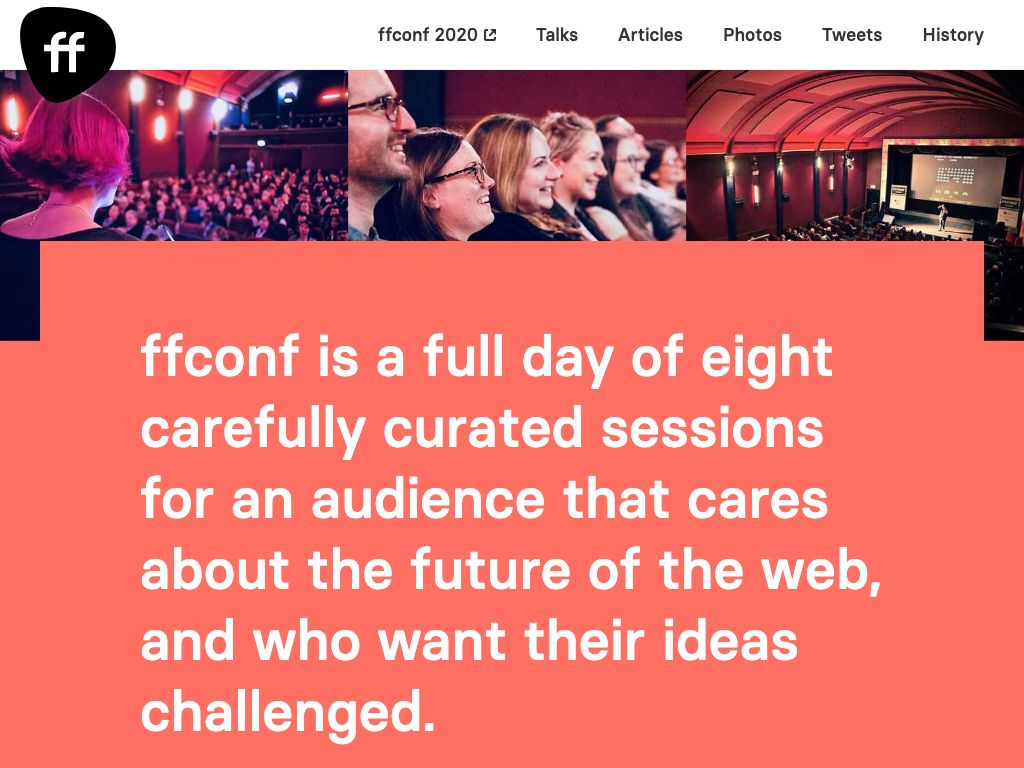 ff
ffconf 2020
Talks
Articles
Photos
Tweets
History
ffconf is a full day of eight
carefully curated sessions
for an audience that cares
about the future of the web,
and who want their ideas
challenged.